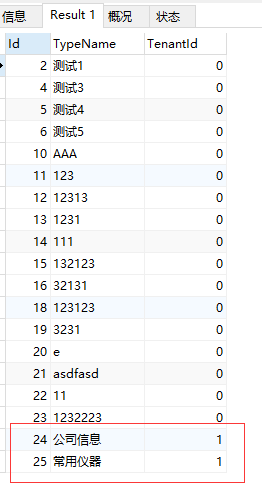 信息 Result 1 概况 状态
Id TypeName TenantId
2 测试1 0
4 测试3 0
5 测试4 0
6 测试5 0
10 AAA 0
11 123 0
12 12313 0
13 1231 0
14 111 0
15 132123 0
16 32131 0
18 123123 0
19 3231 0
20 e 0
21 asdfasd 0
22 11 0
23 1232223 0
24 公司信息 1
25 常用仪器 1